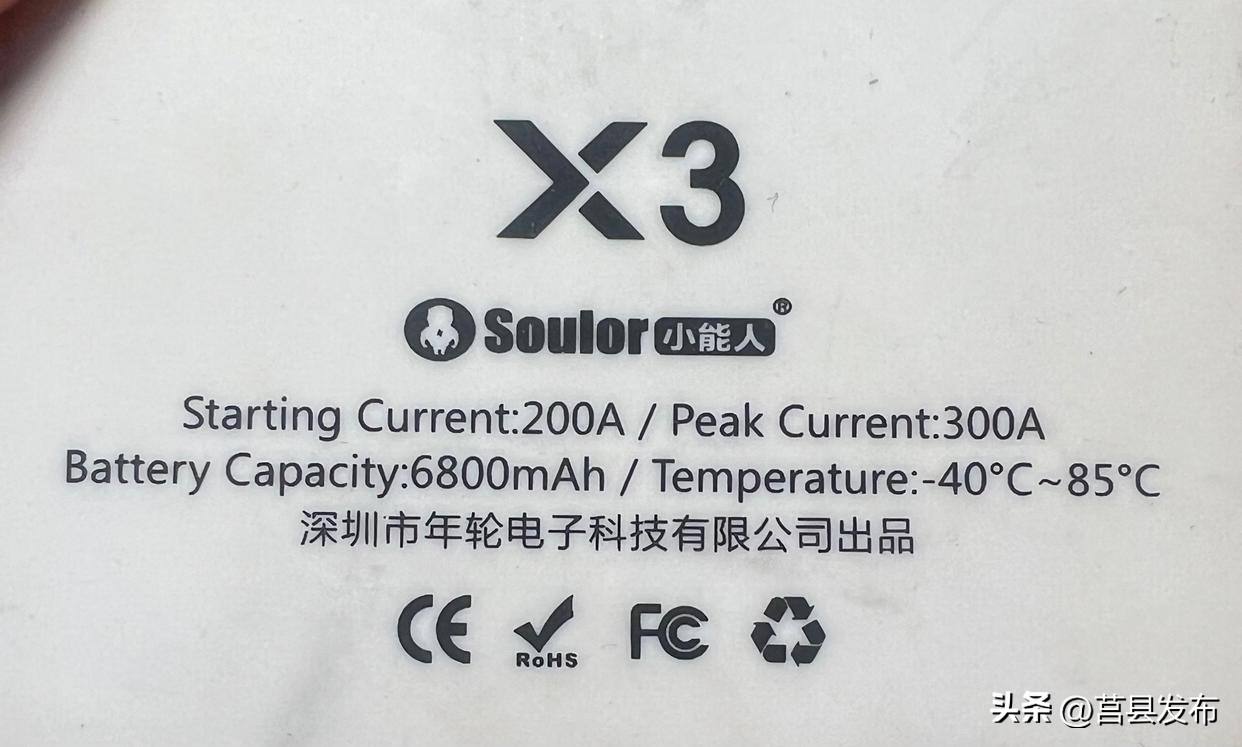 X3
Soulor小能人®
Starting Current:200A / Peak Current:300A
Battery Capacity:6800mAh / Temperature:-40°C~85°C
深圳市年轮电子科技有限公司出品
CE RoHS FC
头条 @莒县发布